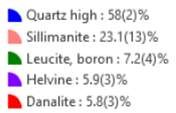 Quartz high : 58(2)%
Sillimanite : 23.1(13)%
Leucite, boron : 7.2(4)%
Helvine : 5.9(3)%
Danalite : 5.8(3)%